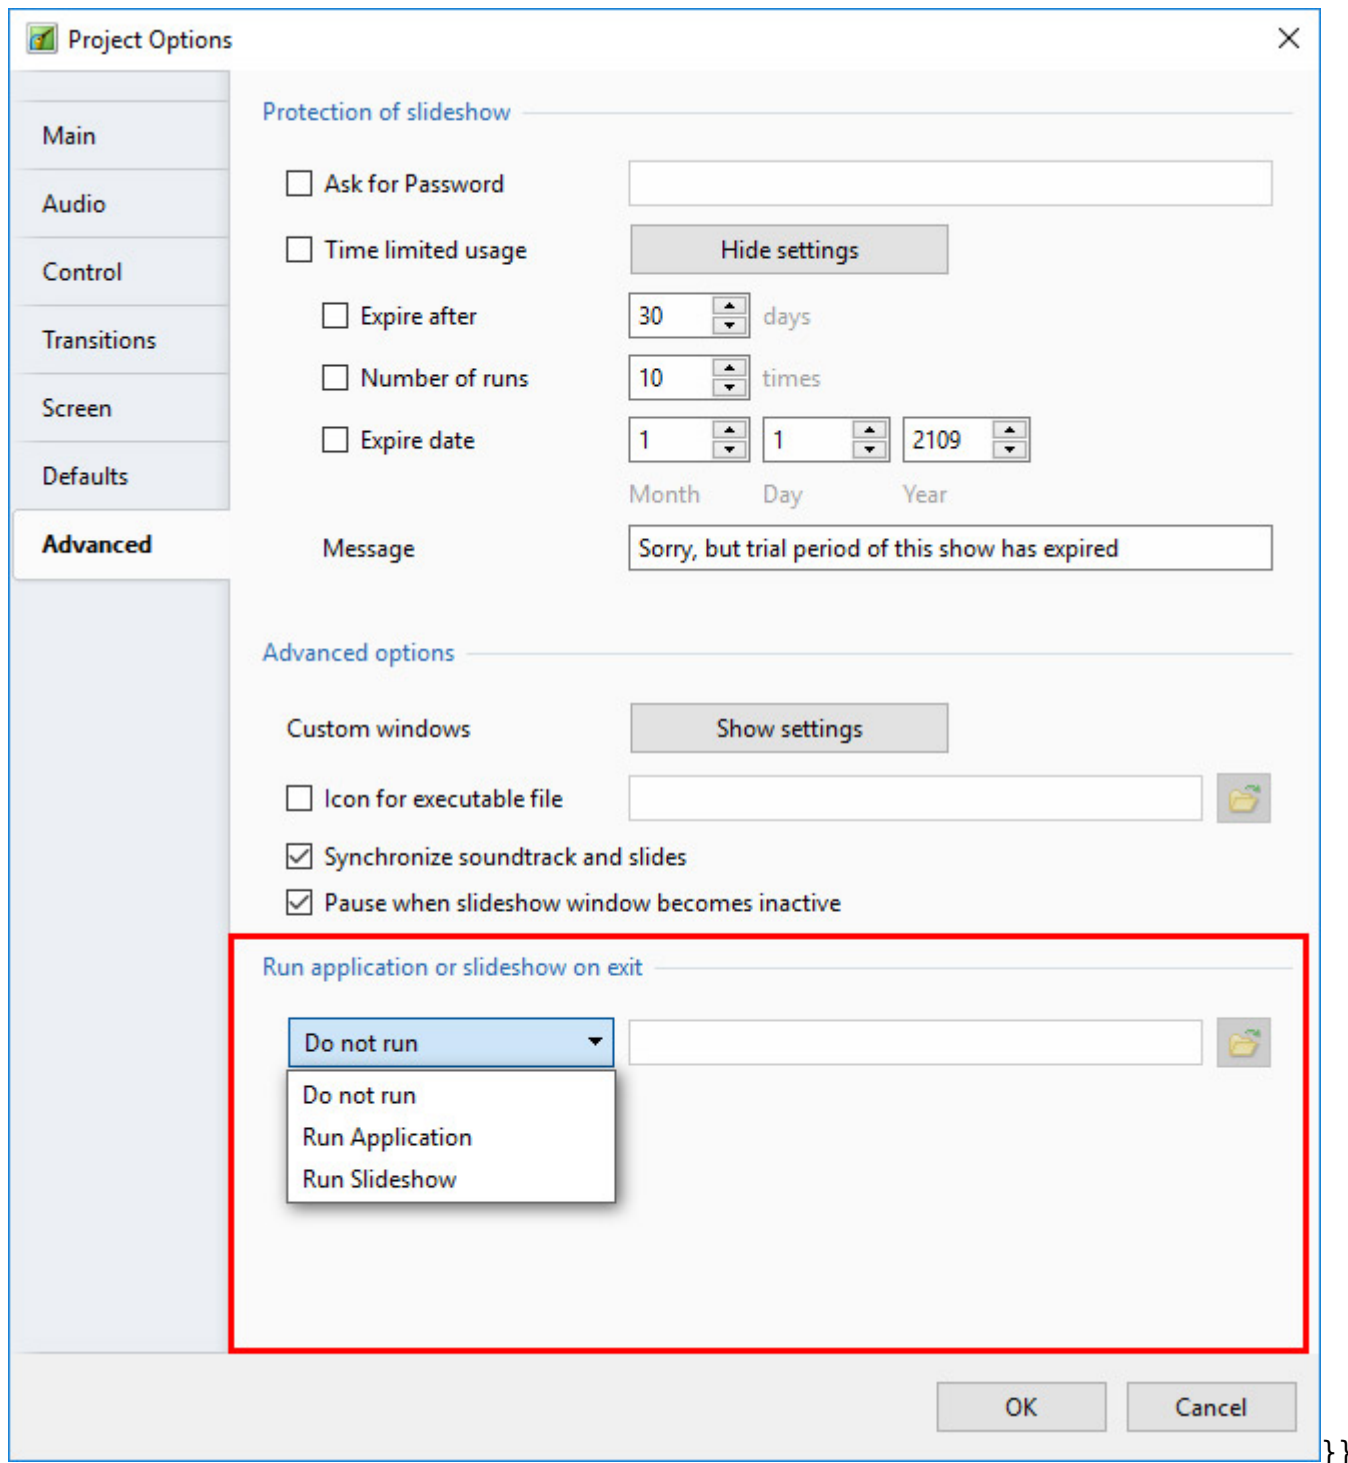 Project Options
Main
Audio
Control
Transitions
Screen
Defaults
Advanced
Protection of slideshow
Ask for Password
Time limited usage Hide settings
Expire after 30 days
Number of runs 10 times
Expire date 1 1 2109
Month Day Year
Message Sorry, but trial period of this show has expired
Advanced options
Custom windows Show settings
Icon for executable file
Synchronize soundtrack and slides
Pause when slideshow window becomes inactive
Run application or slideshow on exit
Do not run
Do not run
Run Application
Run Slideshow
OK Cancel
}}